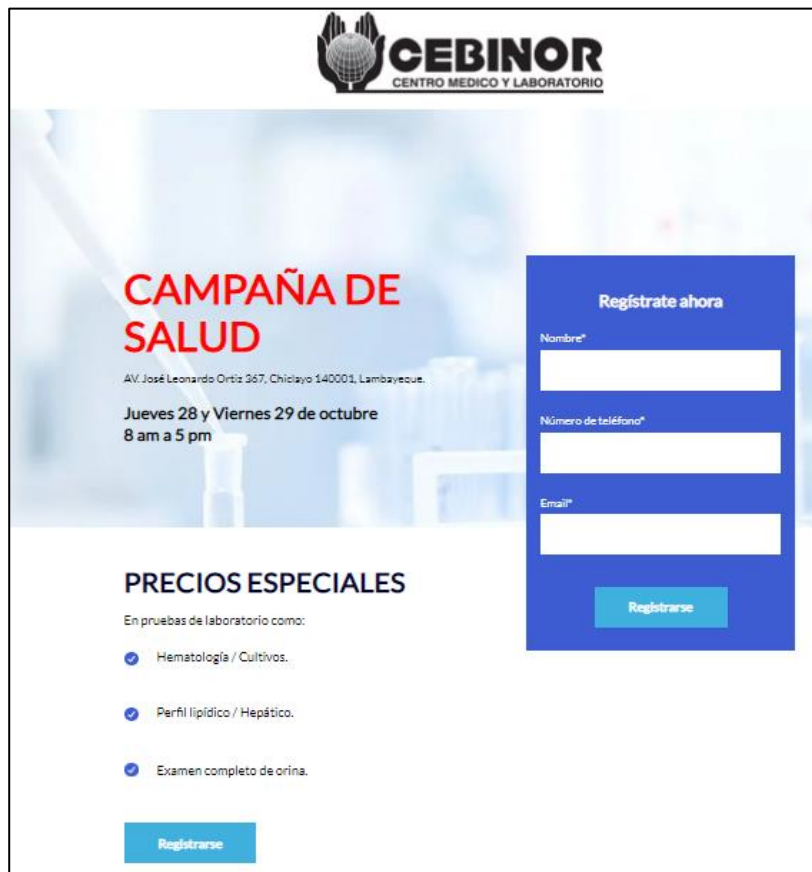 CEBINOR
CENTRO MEDICO Y LABORATORIO
CAMPAÑA DE
SALUD
AV. José Leonardo Ortiz 367, Chiclayo 140001, Lambayeque.
Jueves 28 y Viernes 29 de octubre
8 am a 5 pm
Regístrate ahora
Nombre*
Número de teléfono*
Email*
Registrarse
PRECIOS ESPECIALES
En pruebas de laboratorio como:
Hematología / Cultivos.
Perfil lipídico / Hepático.
Examen completo de orina.
Registrarse